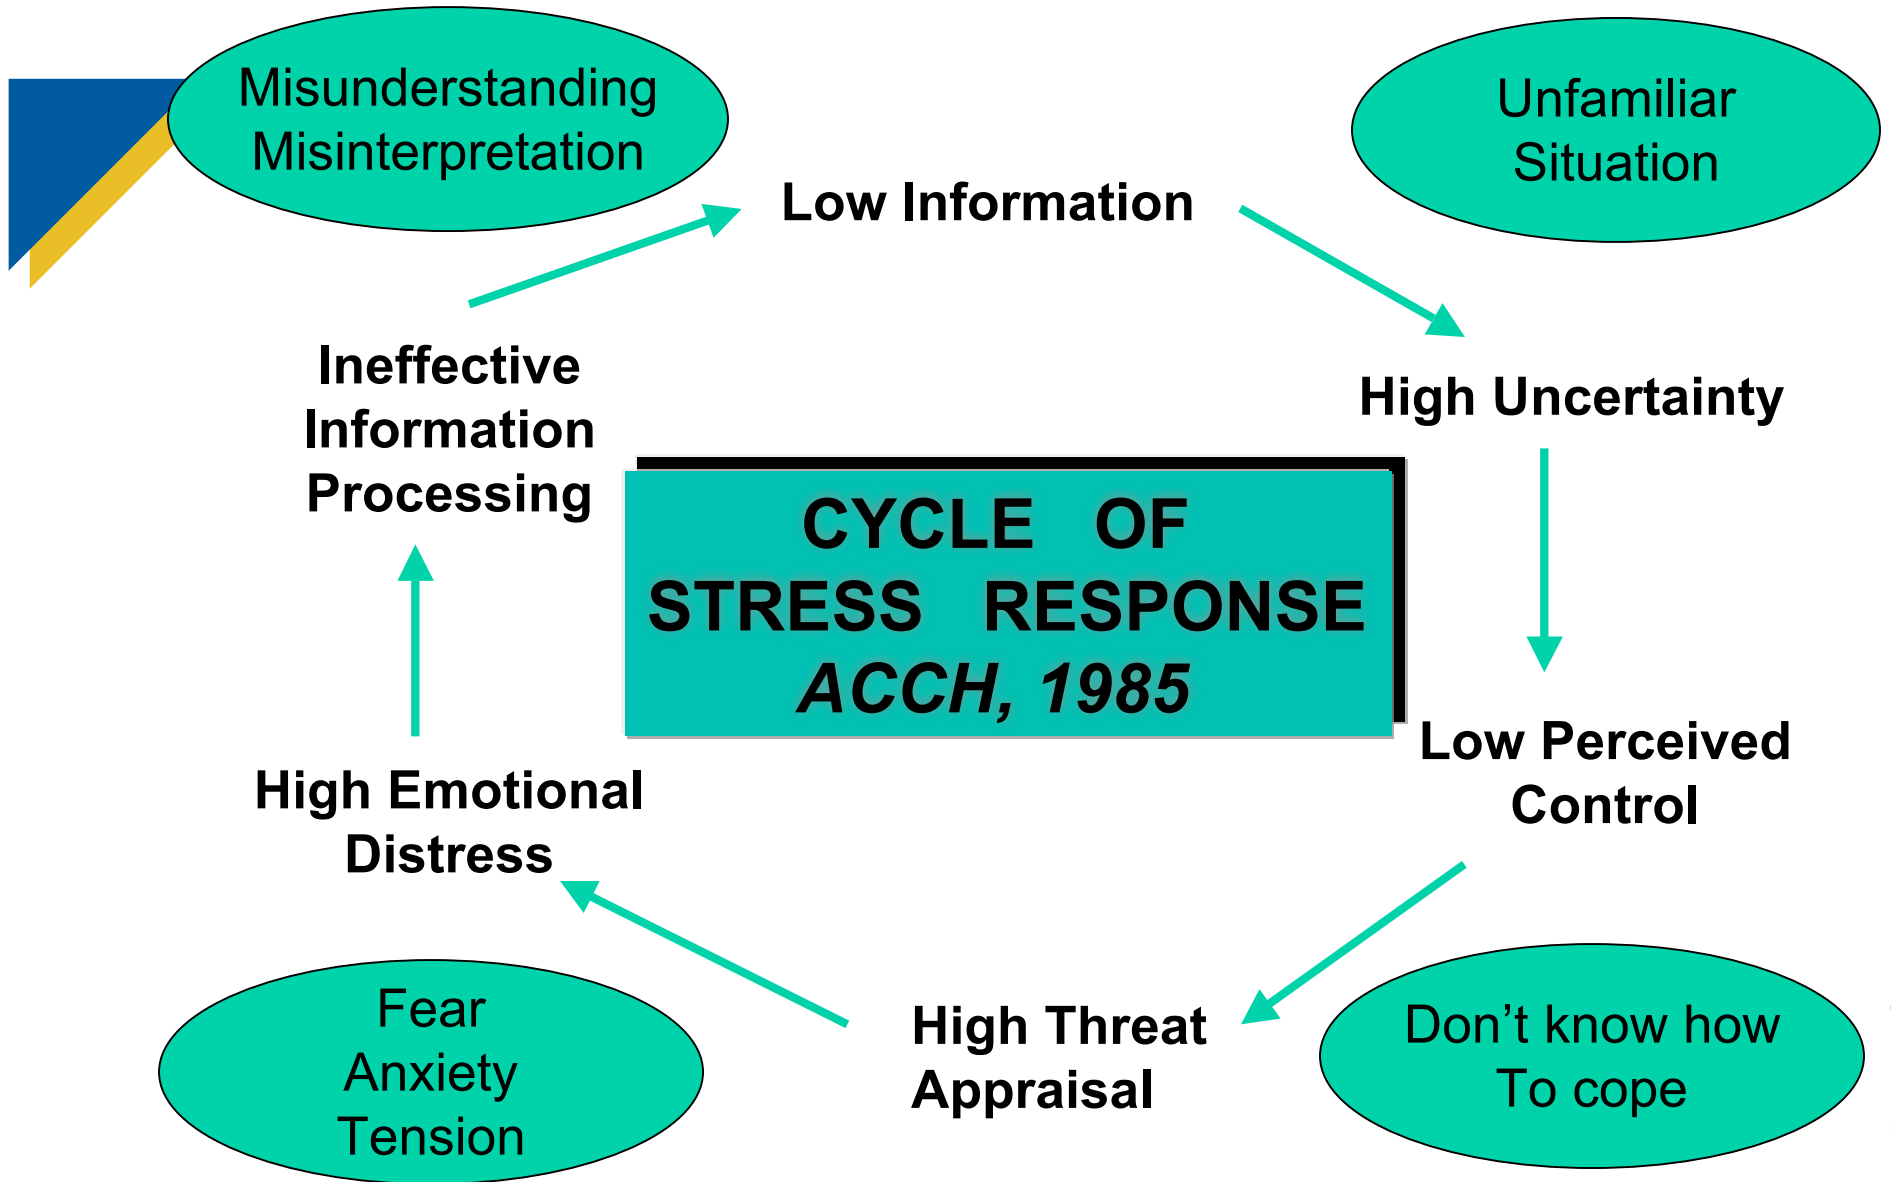 Misunderstanding
Misinterpretation
Unfamiliar
Situation
Low Information
High Uncertainty
Ineffective
Information
Processing
CYCLE OF
STRESS RESPONSE
ACCH, 1985
Low Perceived
Control
High Emotional
Distress
High Threat
Appraisal
Don’t know how
To cope
Fear
Anxiety
Tension